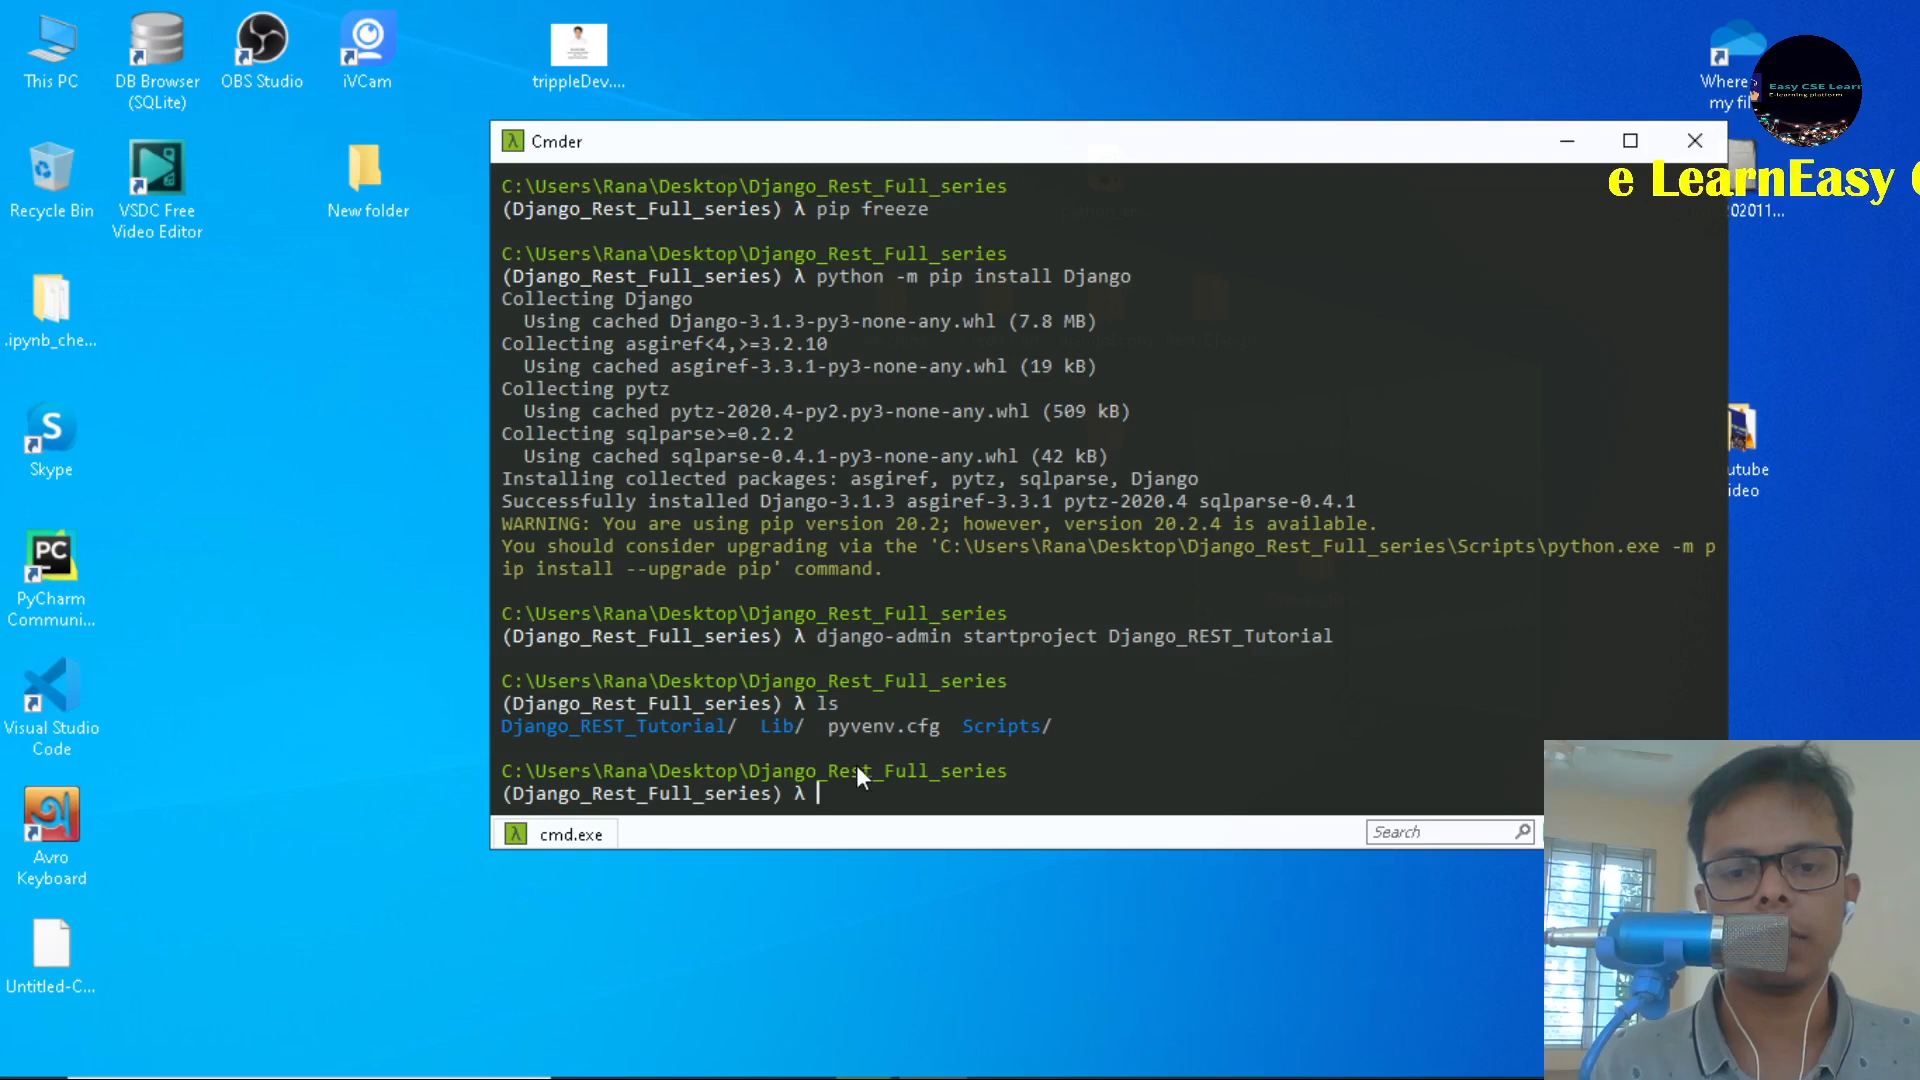 This PC
DB Browser
(SQLite)
OBS Studio
iVCam
trippleDev....
Where
my fil
Easy CSE Lear
E-learning platform
e LearnEasy
Recycle Bin
VSDC Free
Video Editor
New folder
02011...
.ipynb_che...
Skype
utube
ideo
PC
PyCharm
Communi...
Visual Studio
Code
Avro
Keyboard
Untitled-C...
λ Cmder
C:\Users\Rana\Desktop\Django_Rest_Full_series
(Django_Rest_Full_series) λ pip freeze
C:\Users\Rana\Desktop\Django_Rest_Full_series
(Django_Rest_Full_series) λ python -m pip install Django
Collecting Django
Using cached Django-3.1.3-py3-none-any.whl (7.8 MB)
Collecting asgiref<4,>=3.2.10
Using cached asgiref-3.3.1-py3-none-any.whl (19 kB)
Collecting pytz
Using cached pytz-2020.4-py2.py3-none-any.whl (509 kB)
Collecting sqlparse>=0.2.2
Using cached sqlparse-0.4.1-py3-none-any.whl (42 kB)
Installing collected packages: asgiref, pytz, sqlparse, Django
Successfully installed Django-3.1.3 asgiref-3.3.1 pytz-2020.4 sqlparse-0.4.1
WARNING: You are using pip version 20.2; however, version 20.2.4 is available.
You should consider upgrading via the 'C:\Users\Rana\Desktop\Django_Rest_Full_series\Scripts\python.exe -m p
ip install --upgrade pip' command.
C:\Users\Rana\Desktop\Django_Rest_Full_series
(Django_Rest_Full_series) λ django-admin startproject Django_REST_Tutorial
C:\Users\Rana\Desktop\Django_Rest_Full_series
(Django_Rest_Full_series) λ ls
Django_REST_Tutorial/ Lib/ pyvenv.cfg Scripts/
C:\Users\Rana\Desktop\Django_Rest_Full_series
(Django_Rest_Full_series) λ
λ cmd.exe
Search